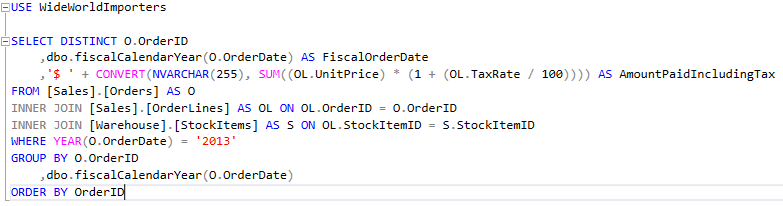 USE WideWorldImporters
SELECT DISTINCT O.OrderID
,dbo.fiscalCalendarYear(O.OrderDate) AS FiscalOrderDate
,'$ ' + CONVERT(NVARCHAR(255), SUM((OL.UnitPrice) * (1 + (OL.TaxRate / 100)))) AS AmountPaidIncludingTax
FROM [Sales].[Orders] AS O
INNER JOIN [Sales].[OrderLines] AS OL ON OL.OrderID = O.OrderID
INNER JOIN [Warehouse].[StockItems] AS S ON OL.StockItemID = S.StockItemID
WHERE YEAR(O.OrderDate) = '2013'
GROUP BY O.OrderID
,dbo.fiscalCalendarYear(O.OrderDate)
ORDER BY OrderID